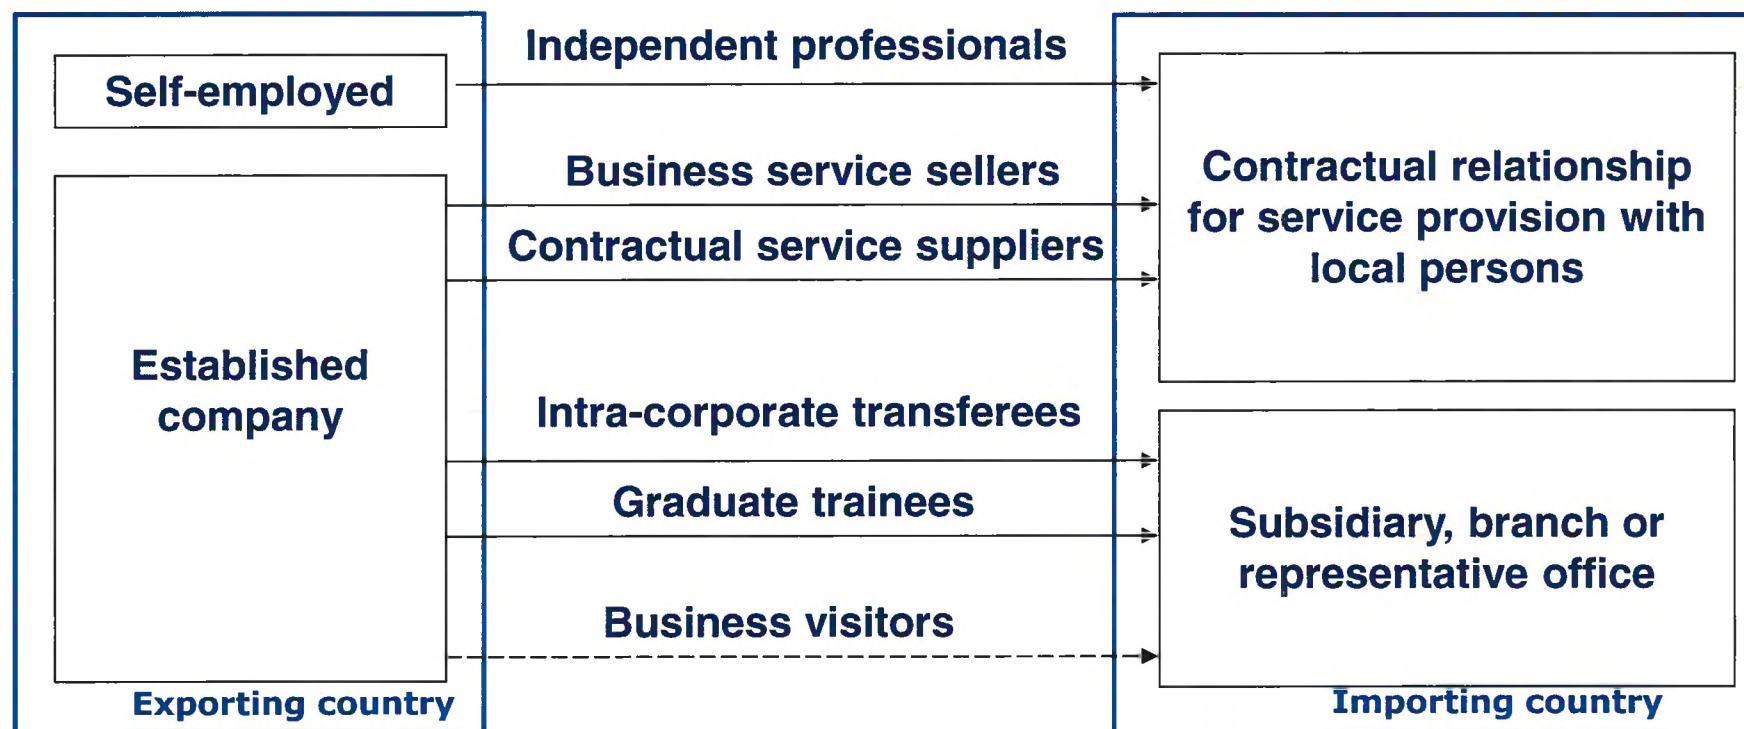 Independent professionals
Self-employed
Business service sellers
Contractual service suppliers
Contractual relationship
for service provision with
local persons
Established
company
Intra-corporate transferees
Graduate trainees
Subsidiary, branch or
representative office
Business visitors
Exporting country
Importing country